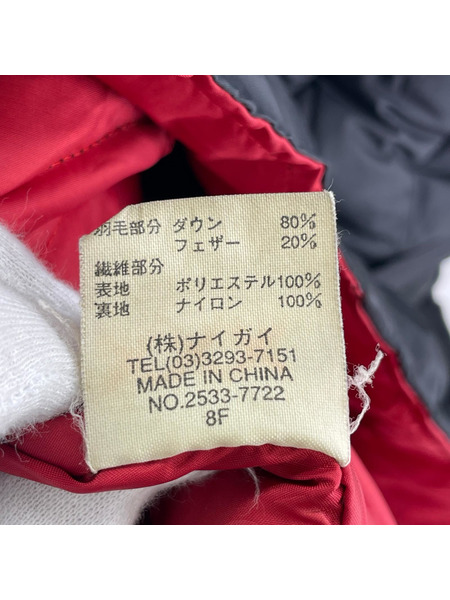 羽毛部分 ダウン 80%
フェザー 20%
繊維部分
表地 ポリエステル100%
裏地 ナイロン 100%
(株)ナイガイ
TEL(03)3293-7151
MADE IN CHINA
NO.2533-7722
8F